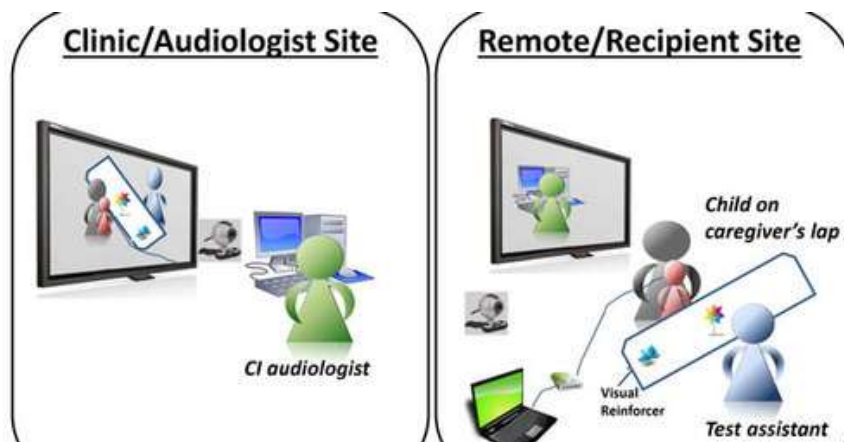 Clinic/Audiologist Site
CI audiologist
Remote/Recipient Site
Child on
caregiver's lap
Visual
Reinforcer
Test assistant